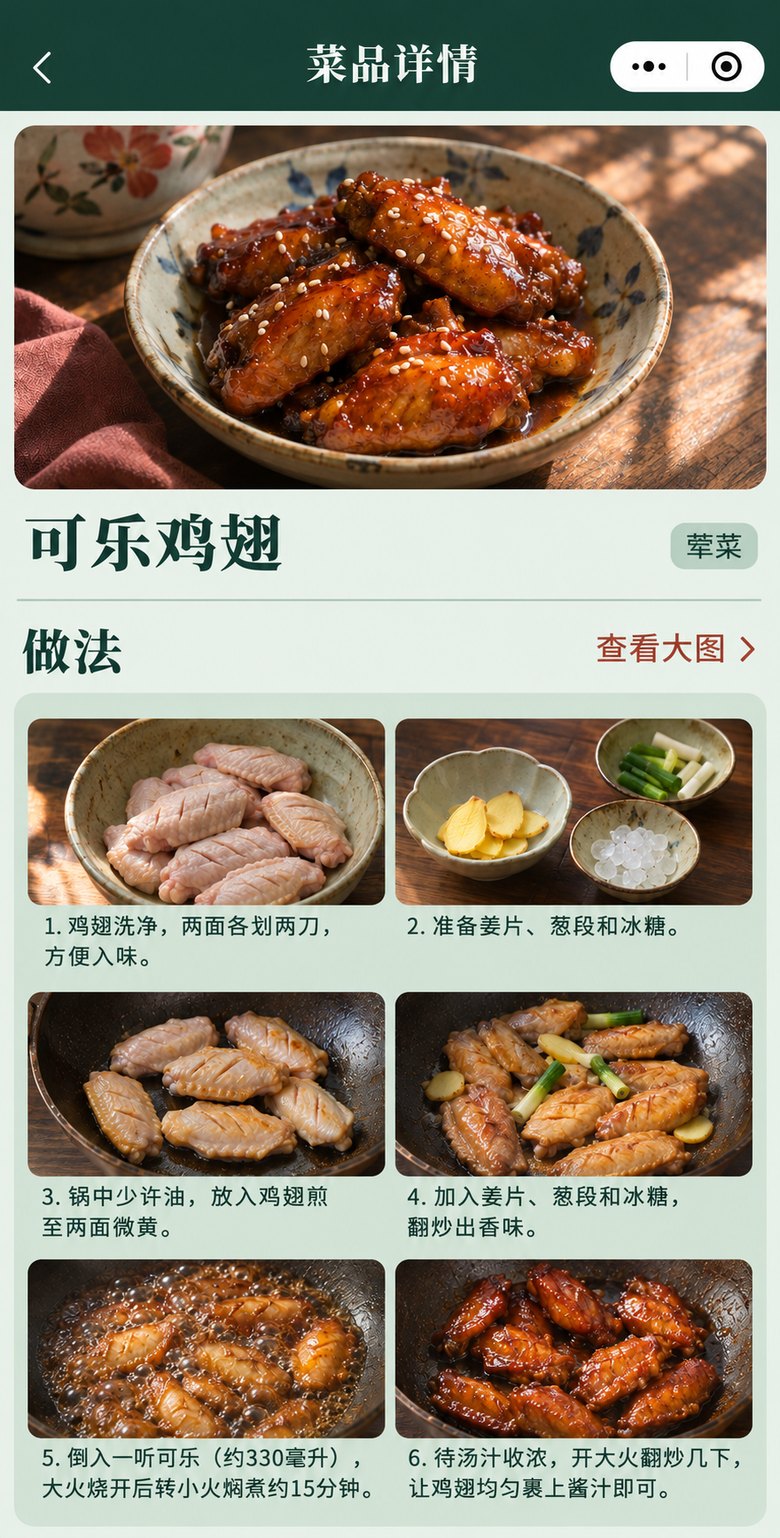 菜品详情
可乐鸡翅
荤菜
做法
查看大图
1. 鸡翅洗净，两面各划两刀，
方便入味。
2. 准备姜片、葱段和冰糖。
3. 锅中少许油，放入鸡翅煎
至两面微黄。
4. 加入姜片、葱段和冰糖，
翻炒出香味。
5. 倒入一听可乐（约330毫升），
大火烧开后转小火焖煮约15分钟。
6. 待汤汁收浓，开大火翻炒几下，
让鸡翅均匀裹上酱汁即可。